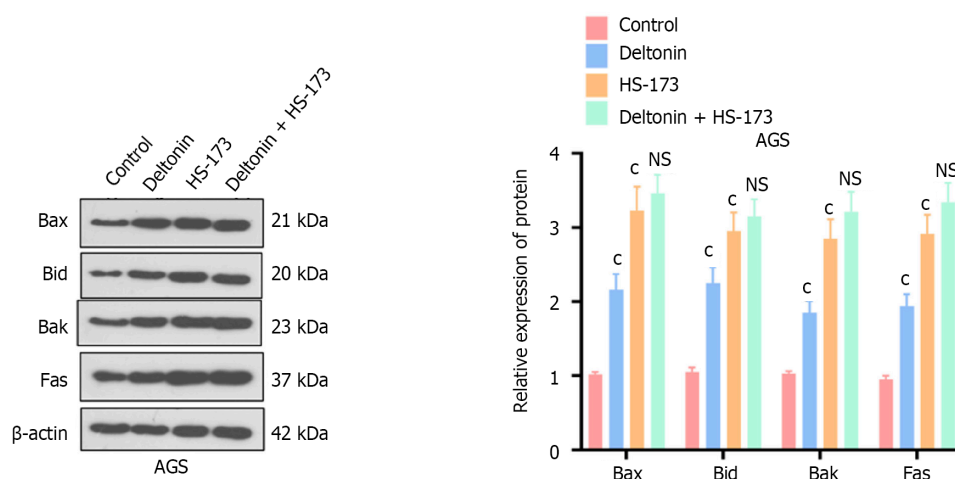 Control
Deltonin
HS-173
Deltonin + HS-173
Bax
21 kDa
Bid
20 kDa
Bak
23 kDa
Fas
37 kDa
β-actin
42 kDa
AGS
Control
Deltonin
HS-173
Deltonin + HS-173
AGS
Relative expression of protein
4
3
2
1
0
c
c
NS
c
c
NS
c
c
NS
c
c
NS
Bax
Bid
Bak
Fas